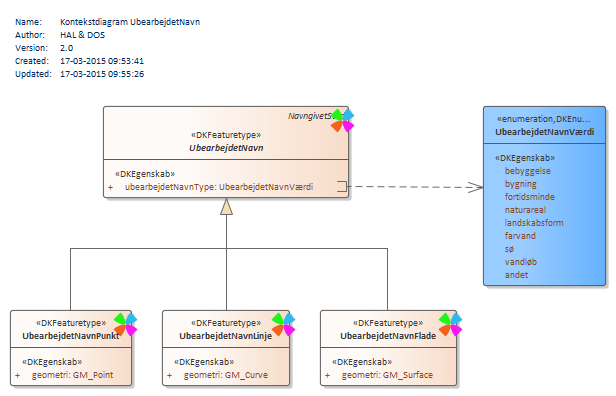 Name: Kontekstdiagram UbearbejdetNavn
Author: HAL & DOS
Version: 2.0
Created: 17-03-2015 09:53:41
Updated: 17-03-2015 09:55:26
«DKFeaturetype»
UbearbejdetNavn
«DKEgenskab»
+ ubearbejdetNavnType: UbearbejdetNavnVærdi
«enumeration,DKEnu...
UbearbejdetNavnVærdi
«DKEgenskab»
bebyggelse
bygning
fortidsminde
naturareal
landskabsform
farvand
sø
vandløb
andet
«DKFeaturetype»
UbearbejdetNavnPunkt
«DKEgenskab»
+ geometri: GM_Point
«DKFeaturetype»
UbearbejdetNavnLinje
«DKEgenskab»
+ geometri: GM_Curve
«DKFeaturetype»
UbearbejdetNavnFlade
«DKEgenskab»
+ geometri: GM_Surface